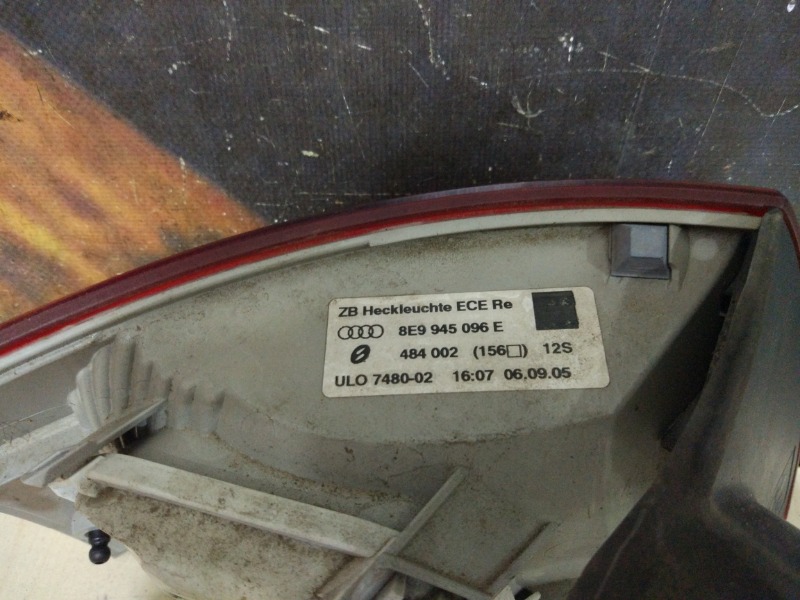 ZB Heckleuchte ECE Re
8E9 945 096 E
484 002 (156□) 12S
ULO 7480-02 16:07 06.09.05